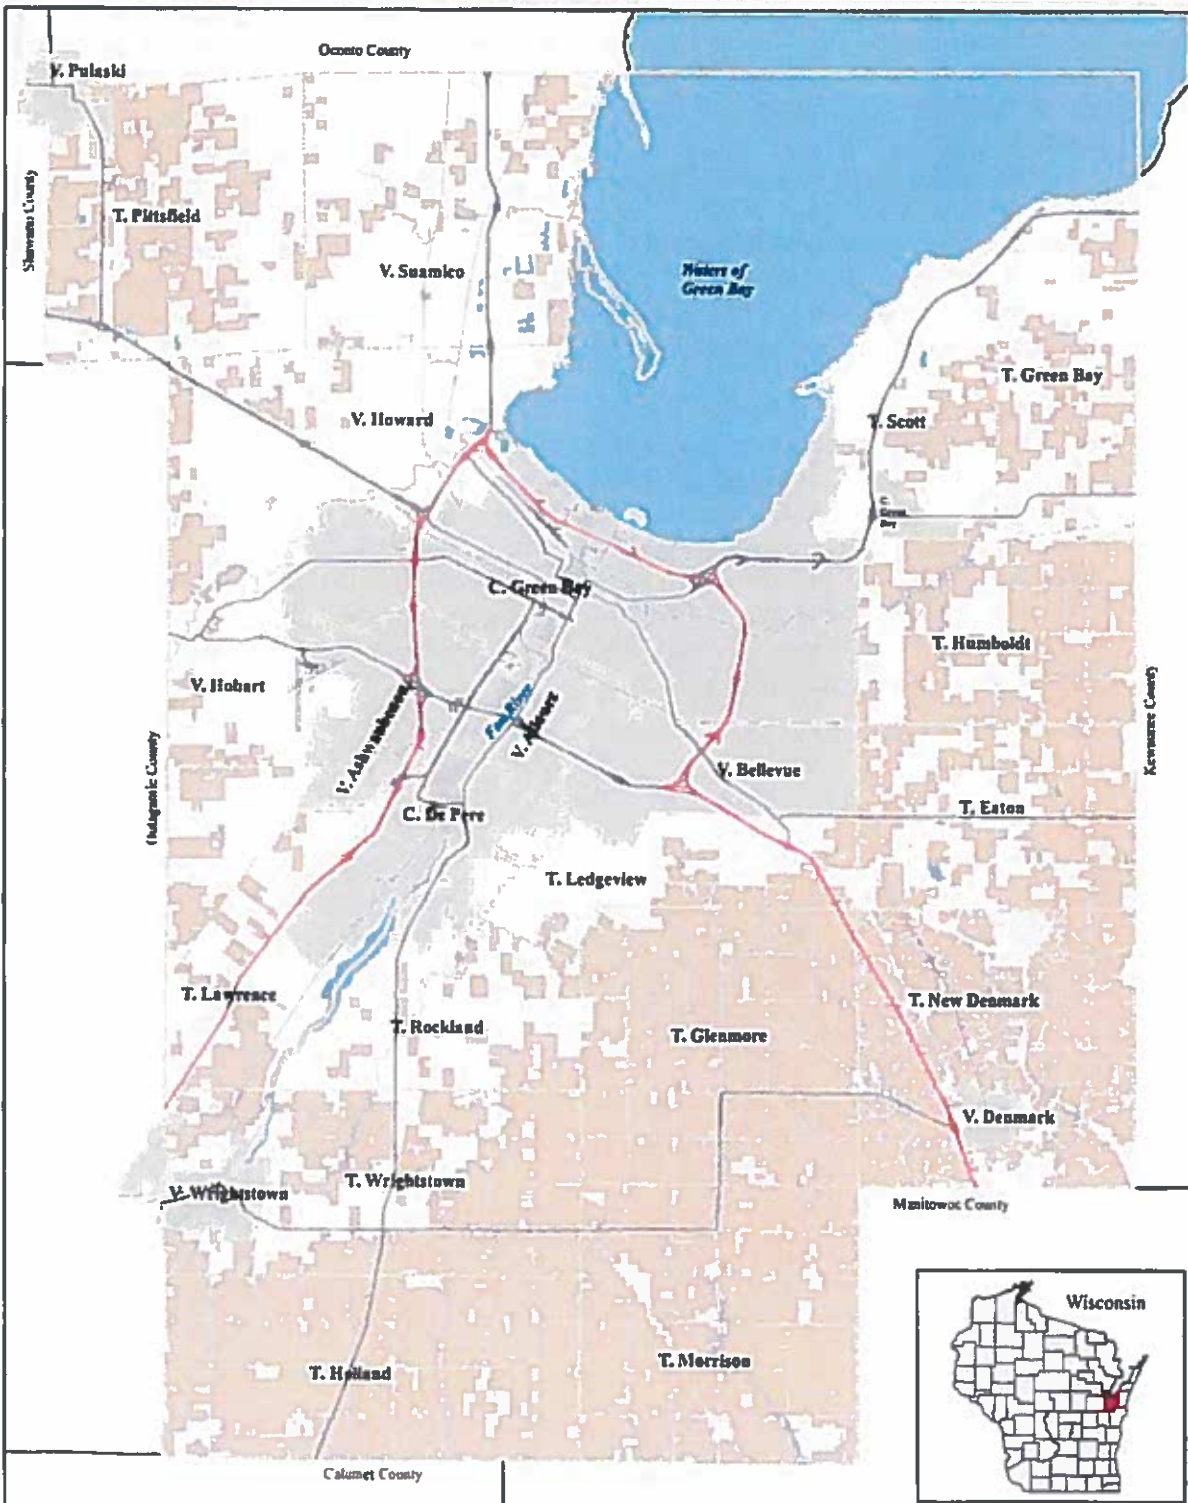 Oconto County
V. Pulaski
Shawano County
T. Pittsfield
V. Suamico
Waters of
Green Bay
T. Green Bay
V. Howard
T. Scott
C.
Green
Bay
C. Green Bay
T. Humboldt
V. Hobart
Kewaunee County
V. Ashwaubenon
Fox River
V. Allouez
Outagamie County
V. Bellevue
T. Eaton
C. De Pere
T. Ledgeview
T. Lawrence
T. New Denmark
T. Rockland
T. Glenmore
V. Denmark
T. Wrightstown
V. Wrightstown
Manitowoc County
Wisconsin
T. Holland
T. Morrison
Calumet County